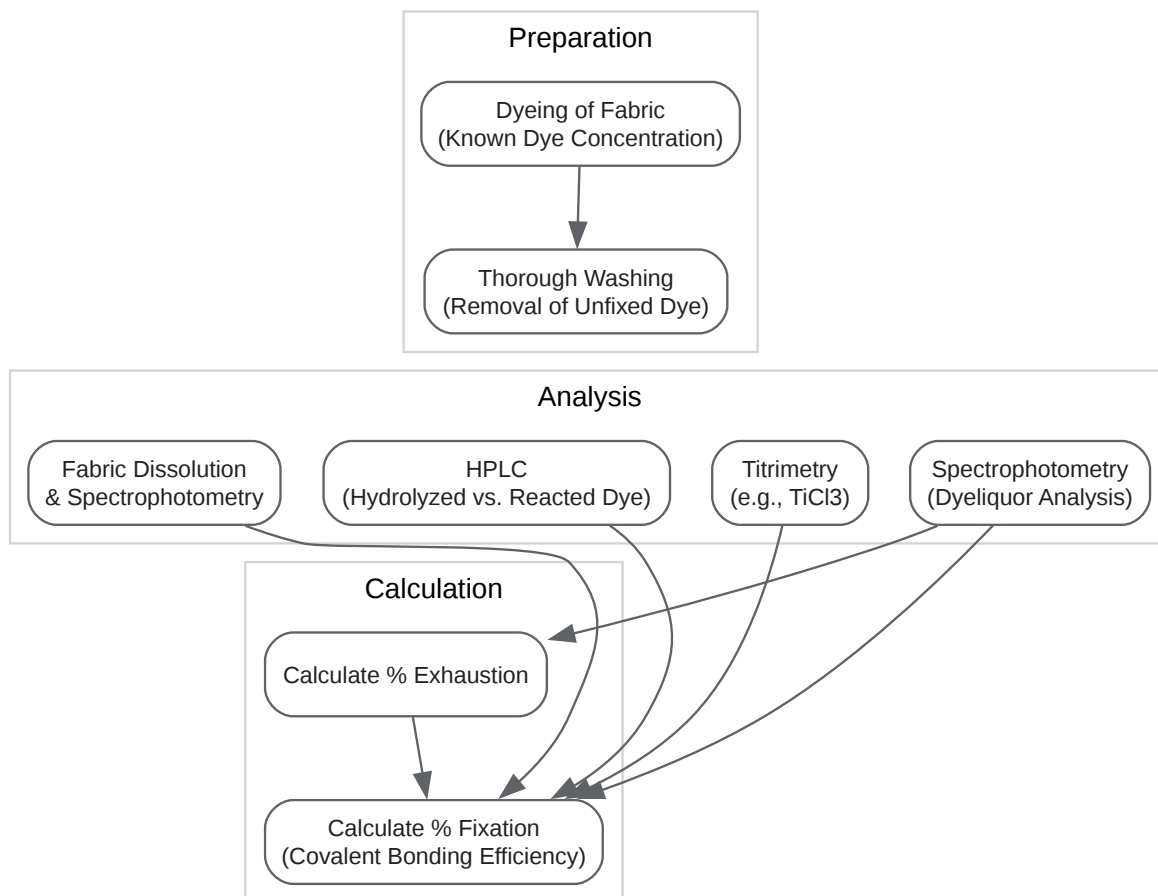 Preparation
Dyeing of Fabric
(Known Dye Concentration)
Thorough Washing
(Removal of Unfixed Dye)
Analysis
Fabric Dissolution
& Spectrophotometry
HPLC
(Hydrolyzed vs. Reacted Dye)
Titrimetry
(e.g., TiCl3)
Spectrophotometry
(Dyeliquor Analysis)
Calculation
Calculate % Exhaustion
Calculate % Fixation
(Covalent Bonding Efficiency)